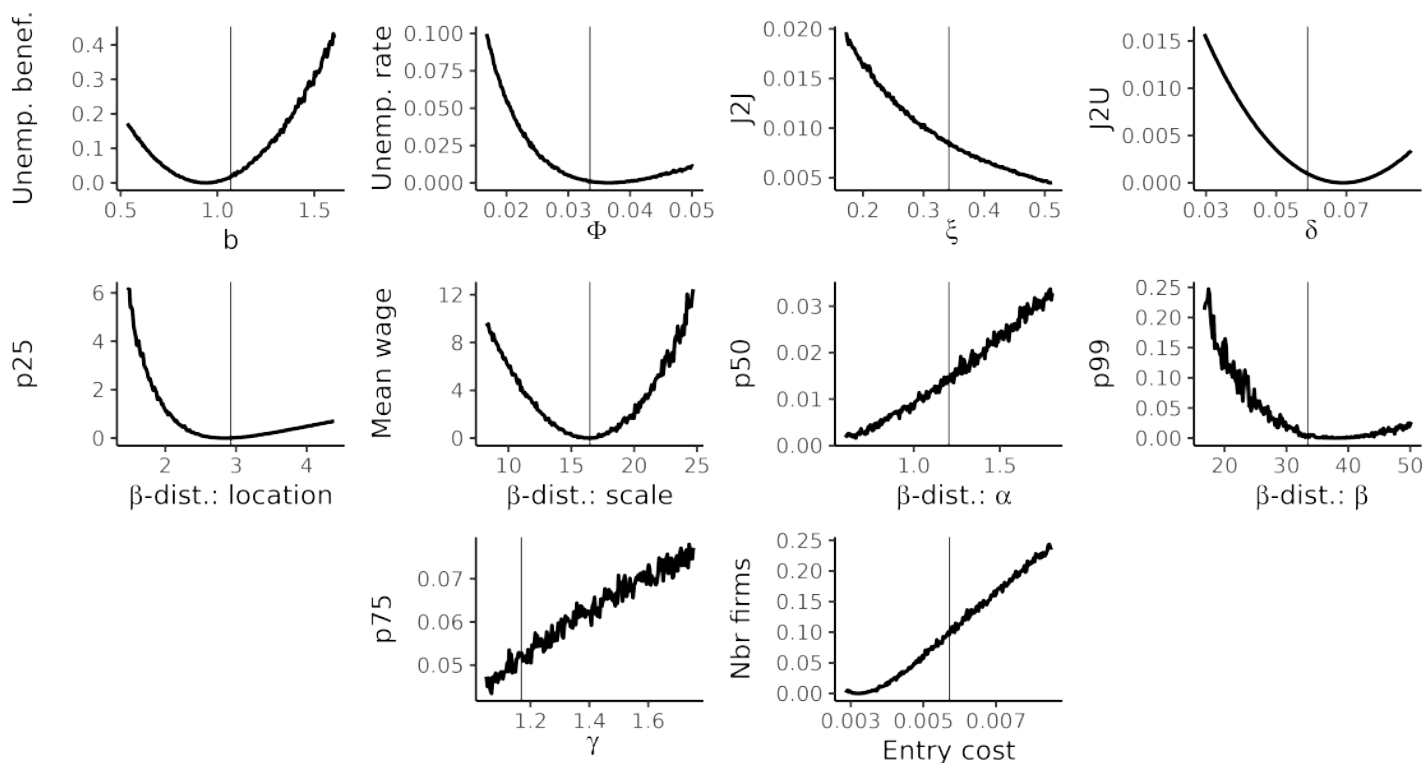 Unemp. benef.
0.4
0.3
0.2
0.1
0.0
0.5 1.0 1.5
b
Unemp. rate
0.100
0.075
0.050
0.025
0.000
0.02 0.03 0.04 0.05
Φ
J2J
0.020
0.015
0.010
0.005
0.2 0.3 0.4 0.5
ξ
J2U
0.015
0.010
0.005
0.000
0.03 0.05 0.07
δ
p25
6
4
2
0
2 3 4
β-dist.: location
Mean wage
12
8
4
0
10 15 20 25
β-dist.: scale
p50
0.03
0.02
0.01
0.00
1.0 1.5
β-dist.: α
p99
0.25
0.20
0.15
0.10
0.05
0.00
20 30 40 50
β-dist.: β
p75
0.07
0.06
0.05
1.2 1.4 1.6
γ
Nbr firms
0.25
0.20
0.15
0.10
0.05
0.00
0.003 0.005 0.007
Entry cost